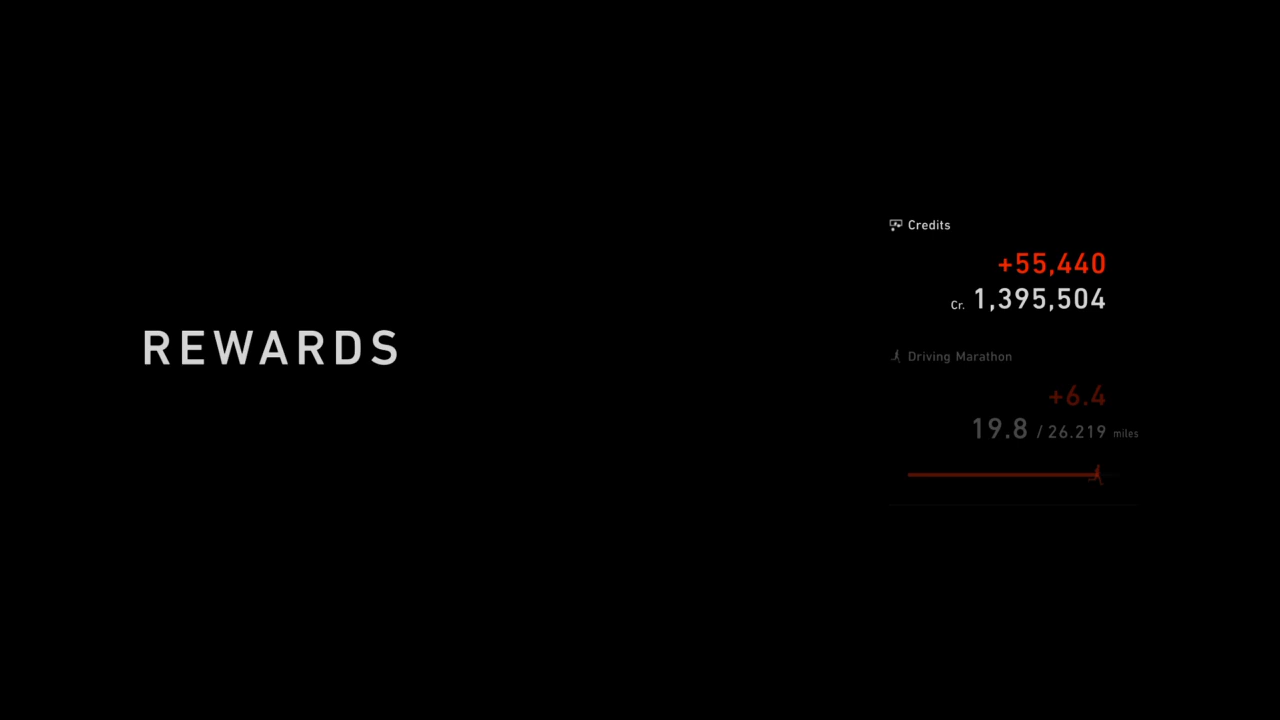 REWARDS
Credits
+55,440
Cr. 1,395,504
Driving Marathon
+6.4
19.8 / 26.219 miles